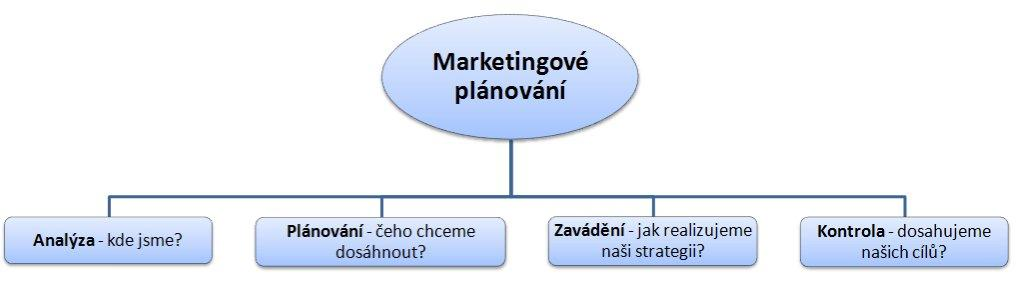 Marketingové
plánování
Analýza - kde jsme?
Plánování - čeho chceme
dosáhnout?
Zavádění - jak realizujeme
naši strategii?
Kontrola - dosahujeme
našich cílů?